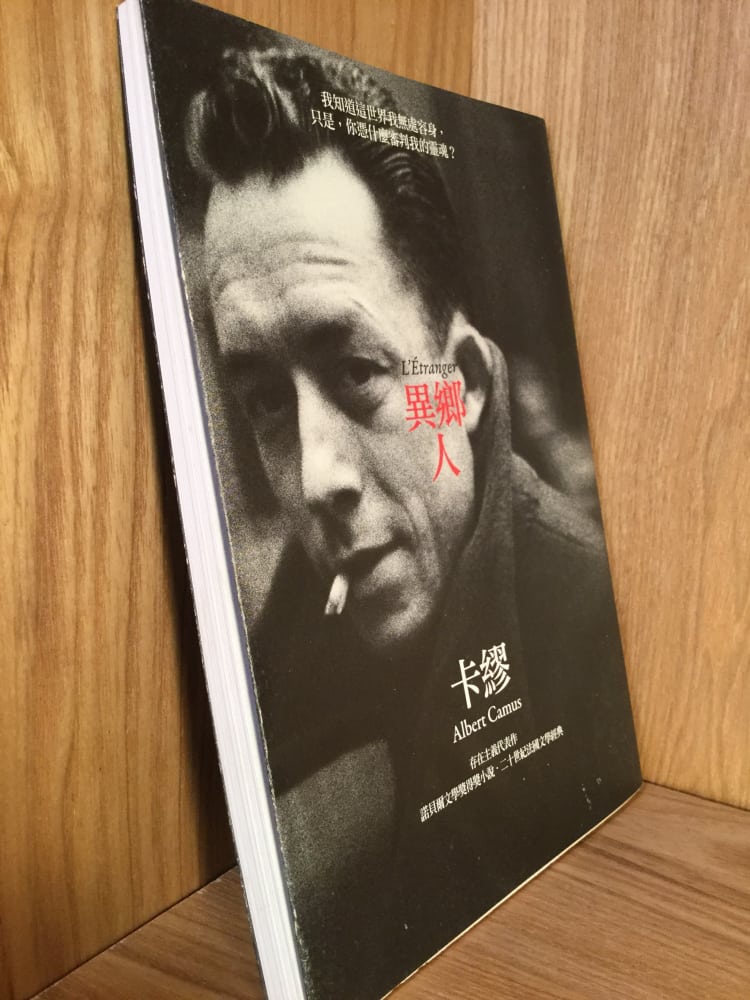 我知道這世界我無處容身，
只是，你憑什麼審判我的靈魂？
L'Étranger
異鄉
人
卡繆
Albert Camus
存在主義代表作
諾貝爾文學獎得獎小說・二十世紀法國文學經典